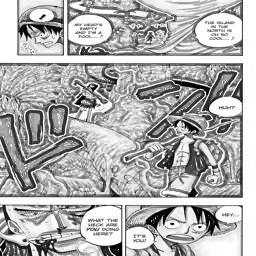 THE ISLAND
IN THE
NORTH IS
OH SO
COOL...♪
MY HEAD'S
EMPTY
AND I'M A
FOOL...♪
HUH?
HEY...
IT'S
YOU!
WHAT THE
HECK ARE YOU
DOING
HERE?